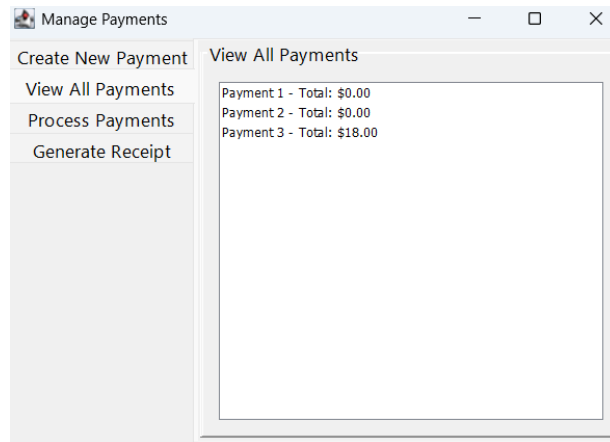 Manage Payments
Create New Payment
View All Payments
Process Payments
Generate Receipt
View All Payments
Payment 1 - Total: $0.00
Payment 2 - Total: $0.00
Payment 3 - Total: $18.00